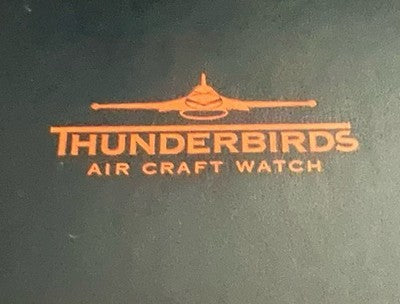 THUNDERBIRDS
AIR CRAFT WATCH